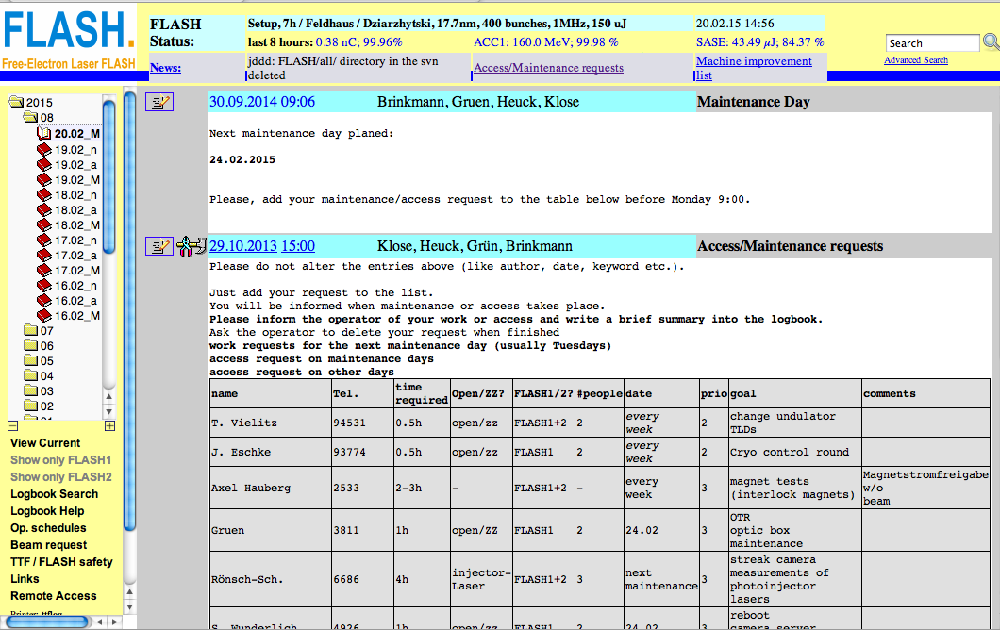 FLASH.
Free-Electron Laser FLASH
FLASH
Status:
Setup, 7h / Feldhaus / Dziarzhytski, 17.7nm, 400 bunches, 1MHz, 150 uJ
20.02.15 14:56
last 8 hours: 0.38 nC; 99.96%
ACC1: 160.0 MeV; 99.98 %
SASE: 43.49 µJ; 84.37 %
News:
jddd: FLASH/all/ directory in the svn
deleted
Access/Maintenance requests
Machine improvement
list
Search
Advanced Search
2015
08
20.02_M
19.02_n
19.02_a
19.02_M
18.02_n
18.02_a
18.02_M
17.02_n
17.02_a
17.02_M
16.02_n
16.02_a
16.02_M
07
06
05
04
03
02
View Current
Show only FLASH1
Show only FLASH2
Logbook Search
Logbook Help
Op. schedules
Beam request
TTF / FLASH safety
Links
Remote Access
30.09.2014 09:06
Brinkmann, Gruen, Heuck, Klose
Maintenance Day
Next maintenance day planed:
24.02.2015
Please, add your maintenance/access request to the table below before Monday 9:00.
29.10.2013 15:00
Klose, Heuck, Grün, Brinkmann
Access/Maintenance requests
Please do not alter the entries above (like author, date, keyword etc.).
Just add your request to the list.
You will be informed when maintenance or access takes place.
Please inform the operator of your work or access and write a brief summary into the logbook.
Ask the operator to delete your request when finished
work requests for the next maintenance day (usually Tuesdays)
access request on maintenance days
access request on other days
name Tel. time required Open/ZZ? FLASH1/2? #people date prio goal comments
T. Vielitz 94531 0.5h open/zz FLASH1+2 2 every week 2 change undulator TLDs
J. Eschke 93774 0.5h open/zz FLASH1 2 every week 2 Cryo control round
Axel Hauberg 2533 2-3h - FLASH1+2 - every week 3 magnet tests (interlock magnets) Magnetstromfreigabe w/o beam
Gruen 3811 1h open/zz FLASH1 2 24.02 3 OTR optic box maintenance
Rönsch-Sch. 6686 4h injector-Laser FLASH1+2 3 next maintenance 3 streak camera measurements of photoinjector lasers
S. Wunderlich 4926 1h open/zz FLASH1 2 24.02 3 reboot camera server